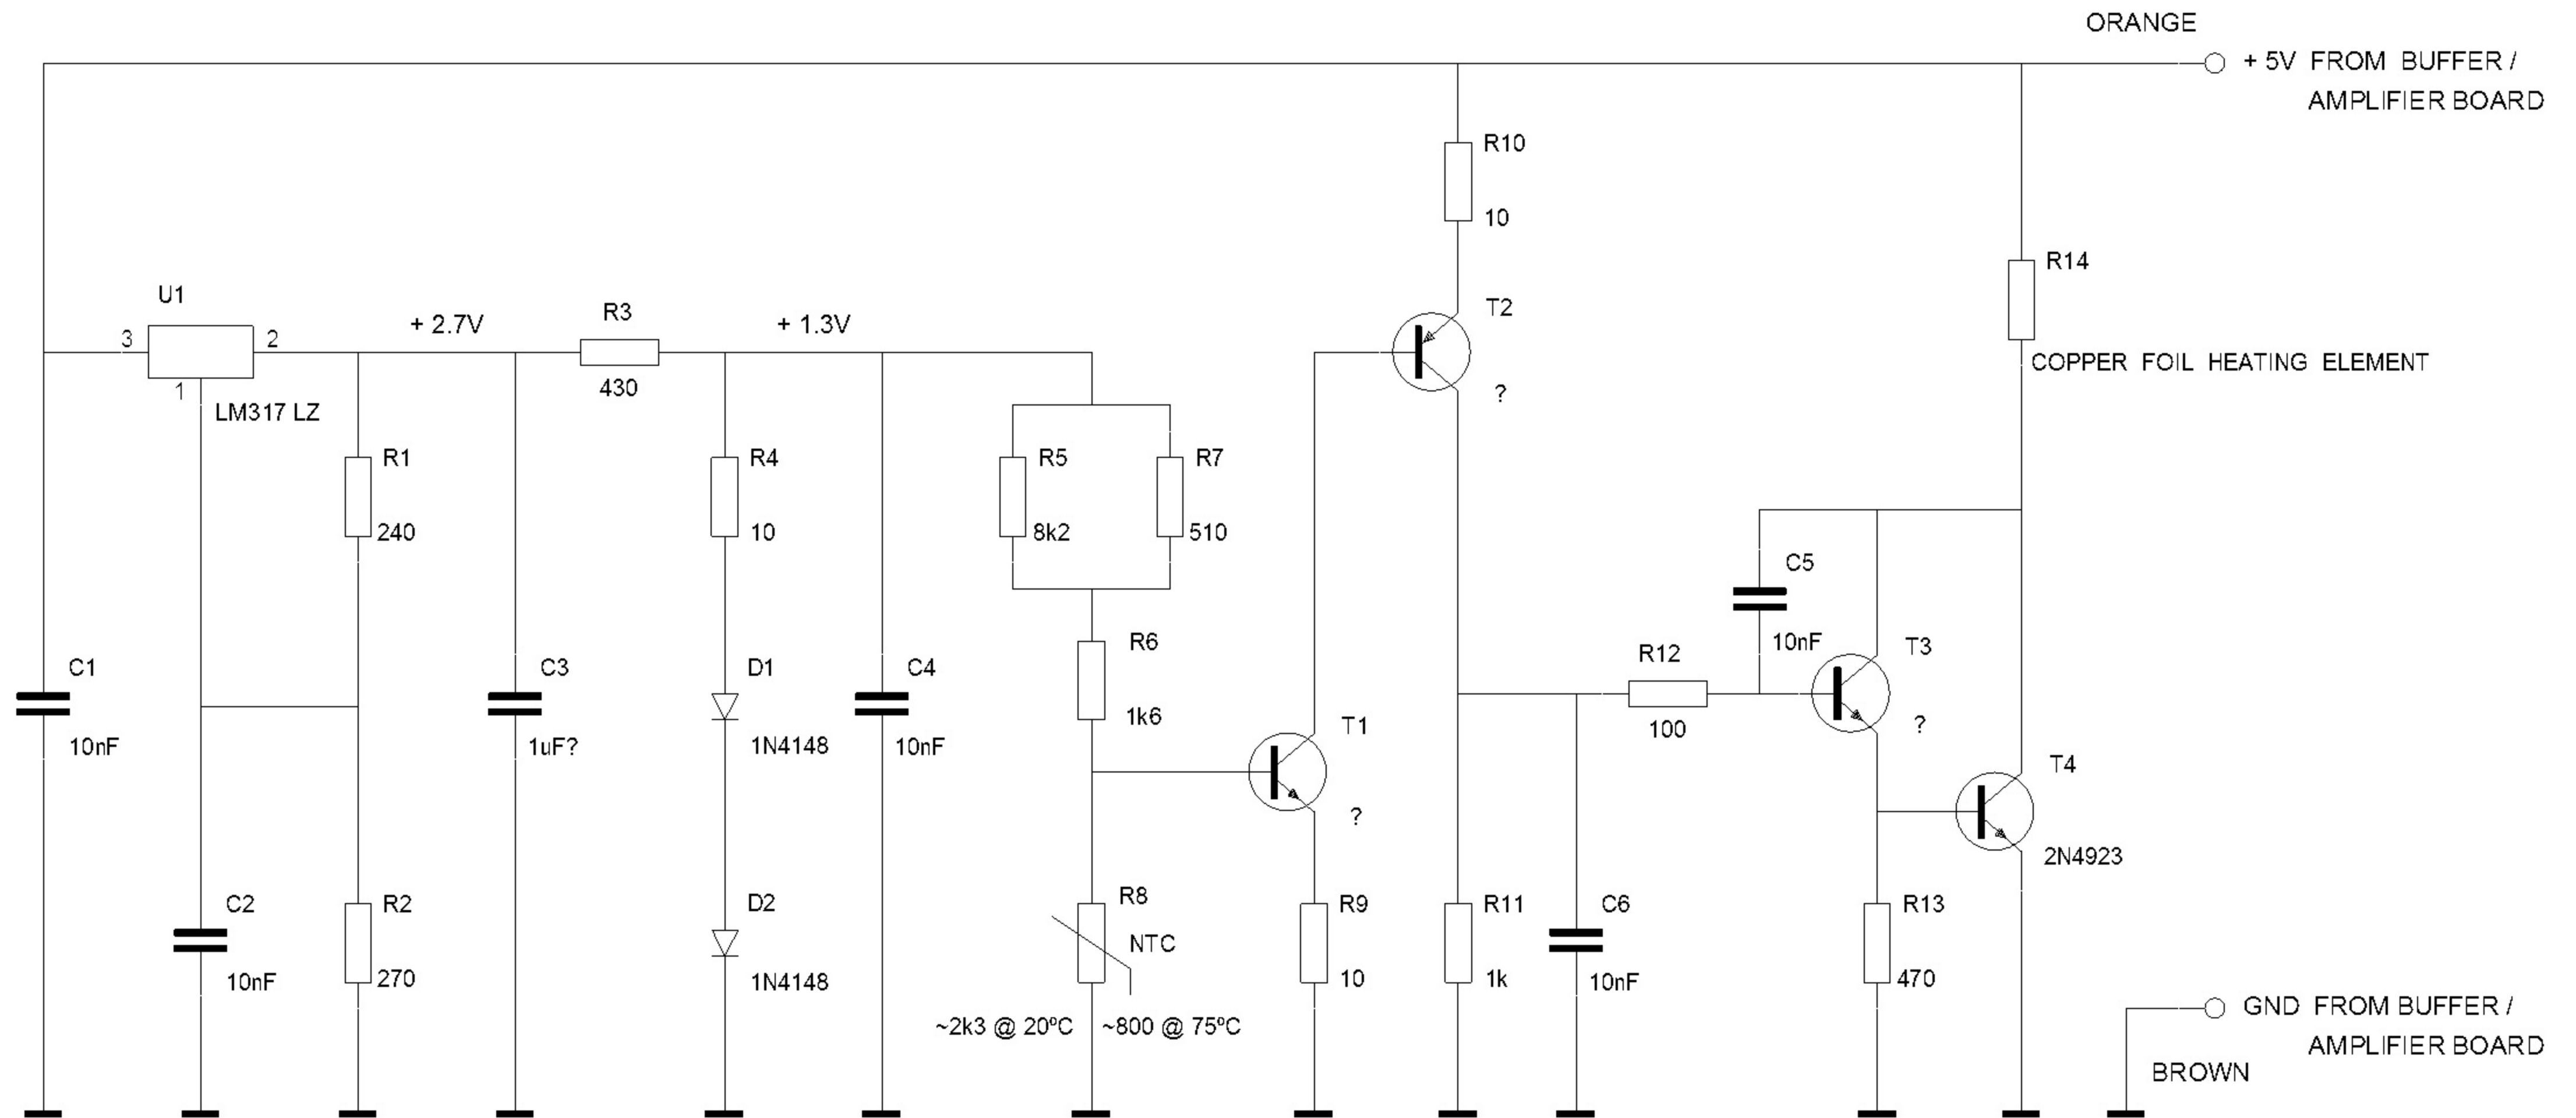 ORANGE
+ 5V FROM BUFFER /
AMPLIFIER BOARD
R10
10
R14
COPPER FOIL HEATING ELEMENT
U1
3
2
1
LM317 LZ
+ 2.7V
R3
430
+ 1.3V
T2
?
R1
240
R4
10
R5
8k2
R7
510
C5
10nF
R6
1k6
R12
100
T3
?
C1
10nF
C3
1uF?
D1
1N4148
C4
10nF
T1
?
T4
2N4923
C2
10nF
R2
270
D2
1N4148
R8
NTC
~2k3 @ 20ºC
~800 @ 75ºC
R9
10
R11
1k
C6
10nF
R13
470
GND FROM BUFFER /
AMPLIFIER BOARD
BROWN